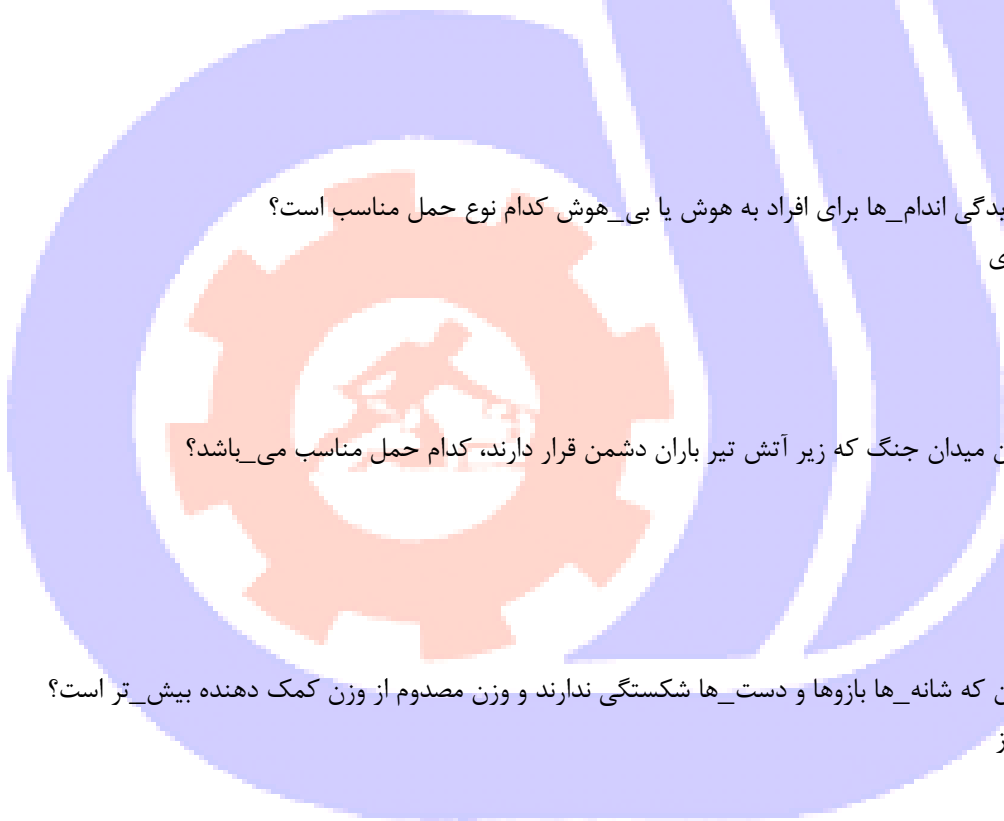 اندام_ها برای افراد به هوش یا بی_هوش کدام نوع حمل مناسب است؟
میدان جنگ که زیر آتش تیر باران دشمن قرار دارند، کدام حمل مناسب می_باشد؟
که شانه_ها بازوها و دست_ها شکستگی ندارند و وزن مصدوم از وزن کمک دهنده بیش_تر است؟